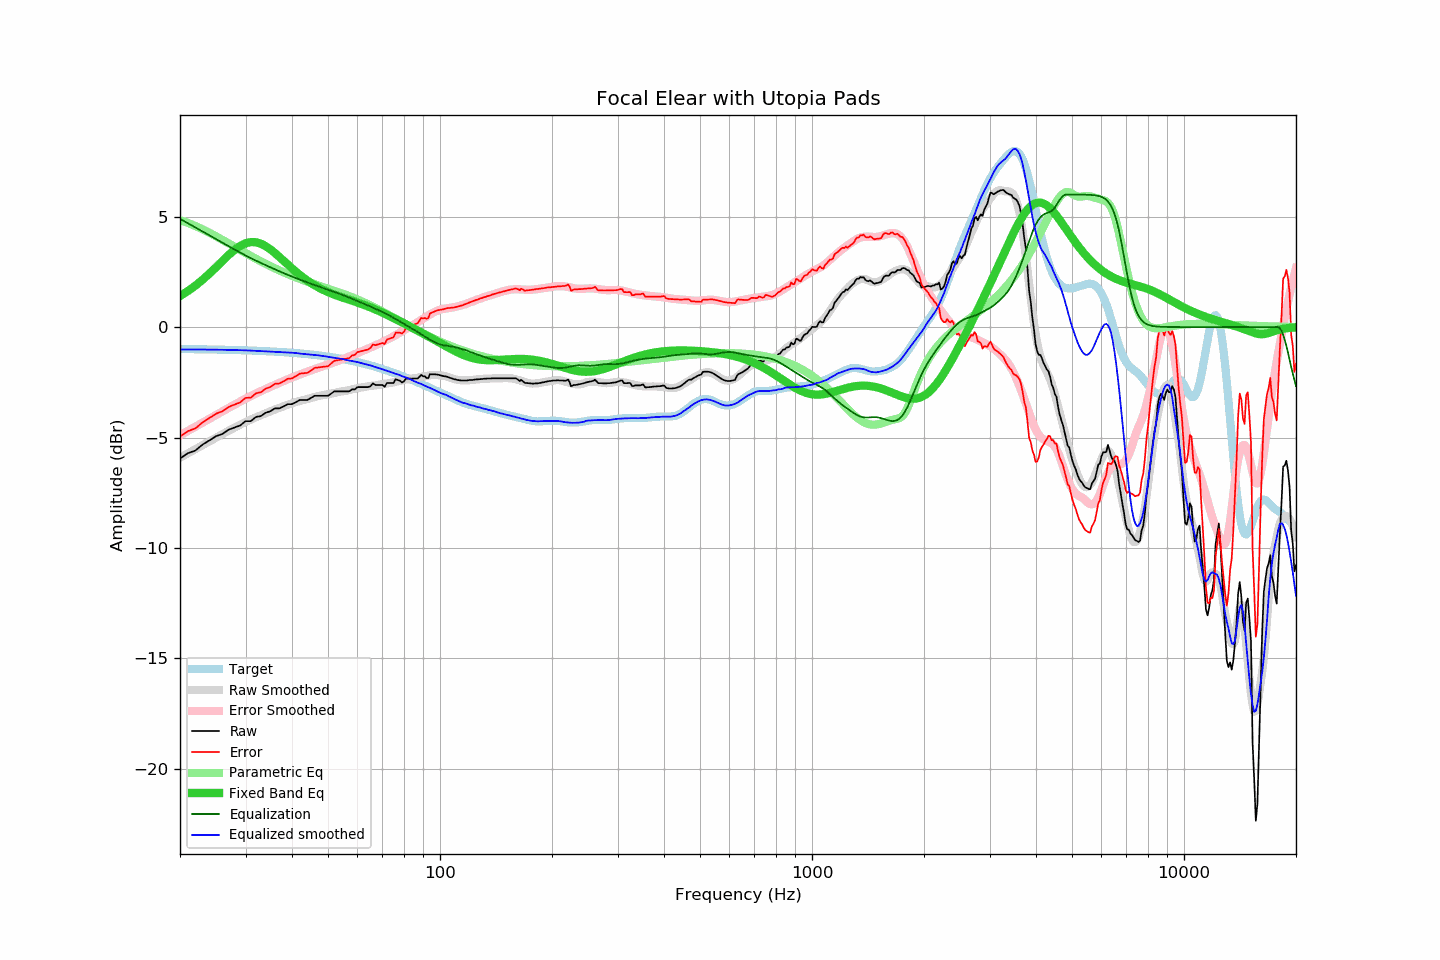 Focal Elear with Utopia Pads
Amplitude (dBr)
5
0
−5
−10
−15
−20
Target
Raw Smoothed
Error Smoothed
Raw
Error
Parametric Eq
Fixed Band Eq
Equalization
Equalized smoothed
100
1000
10000
Frequency (Hz)